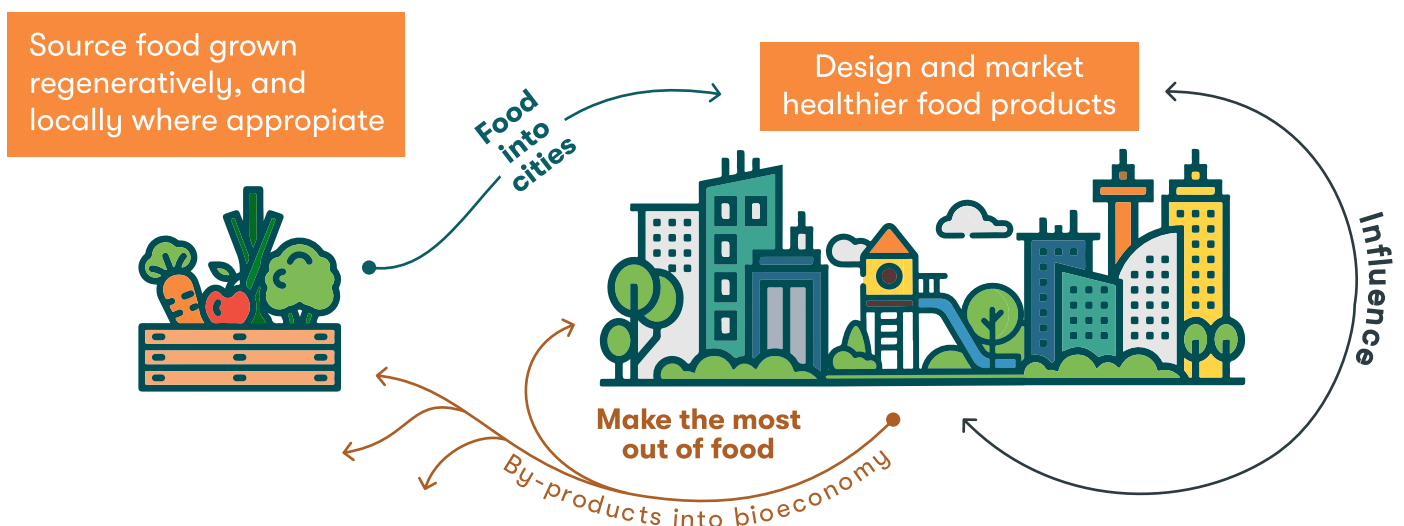 Source food grown
regeneratively, and
locally where appropiate
Food
into
cities
Design and market
healthier food products
Influence
Make the most
out of food
By-products into bioeconomy